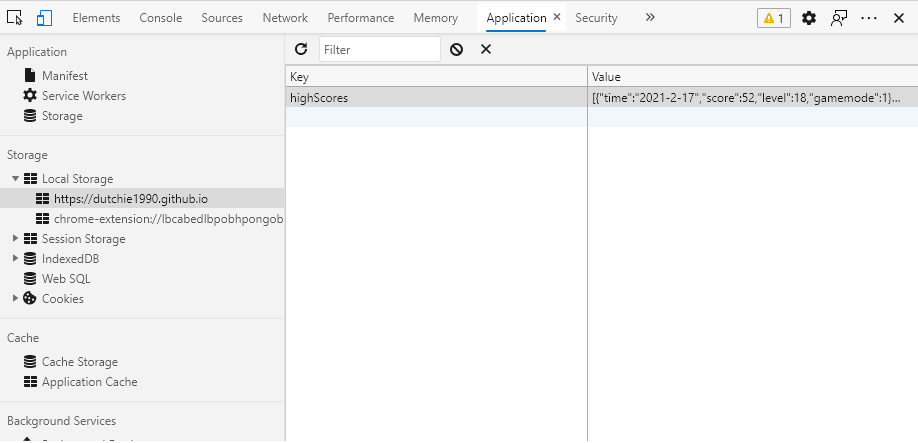 Elements Console Sources Network Performance Memory Application Security 1
Application
Manifest
Service Workers
Storage
Storage
Local Storage
https://dutchie1990.github.io
chrome-extension://lbcabedlbpobhpongob
Session Storage
IndexedDB
Web SQL
Cookies
Cache
Cache Storage
Application Cache
Background Services
Filter
Key Value
highScores [{"time":"2021-2-17","score":52,"level":18,"gamemode":1}...